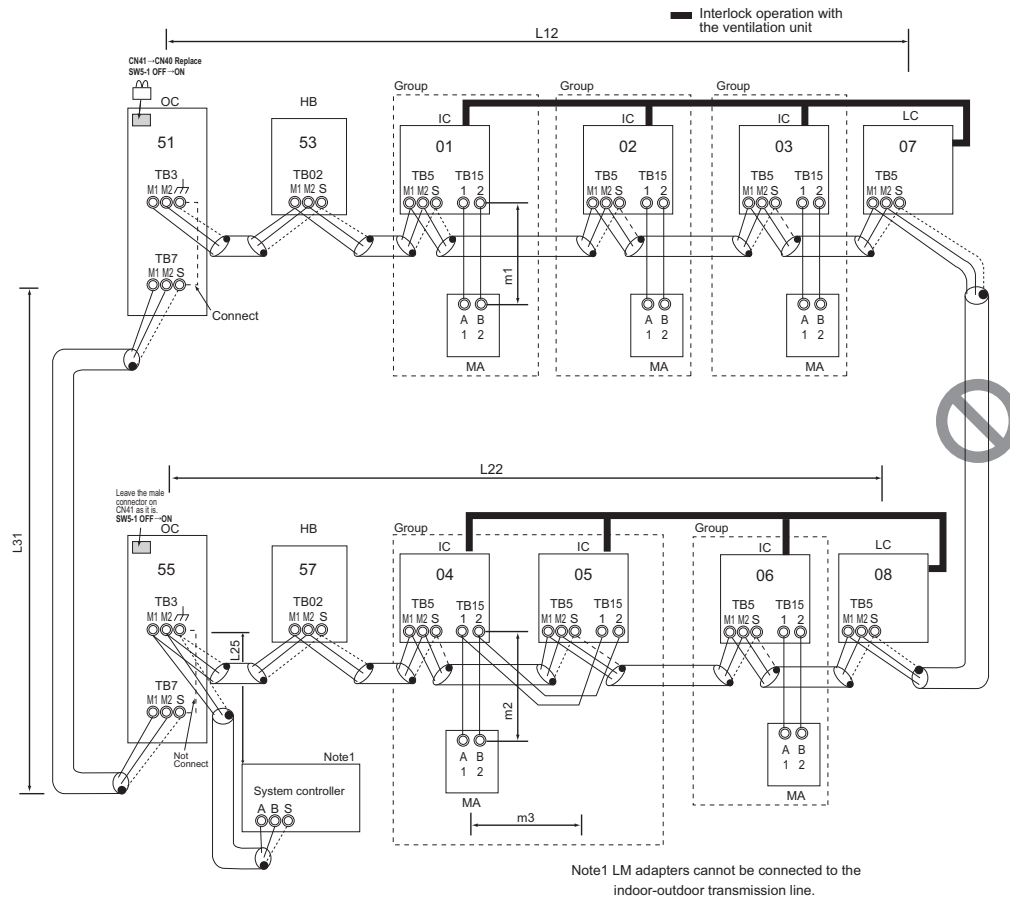 Interlock operation with
the ventilation unit
L12
CN41→CN40 Replace
SW5-1 OFF→ON
OC
51
TB3
M1 M2
TB7
M1 M2 S
Connect
HB
53
TB02
M1 M2 S
Group
IC
01
TB5 TB15
M1 M2 S 1 2
m1
A B
1 2
MA
Group
IC
02
TB5 TB15
M1 M2 S 1 2
A B
1 2
MA
Group
IC
03
TB5 TB15
M1 M2 S 1 2
A B
1 2
MA
LC
07
TB5
M1 M2 S
L31
L22
Leave the male
connector on
CN41 as it is.
SW5-1 OFF→ON
OC
55
TB3
M1 M2
TB7
M1 M2 S
Not
Connect
L25
HB
57
TB02
M1 M2 S
Note1
System controller
A B S
Group
IC
04
TB5 TB15
M1 M2 S 1 2
m2
A B
1 2
MA
m3
IC
05
TB5 TB15
M1 M2 S 1 2
Group
IC
06
TB5 TB15
M1 M2 S 1 2
A B
1 2
MA
LC
08
TB5
M1 M2 S
Note1 LM adapters cannot be connected to the
indoor-outdoor transmission line.